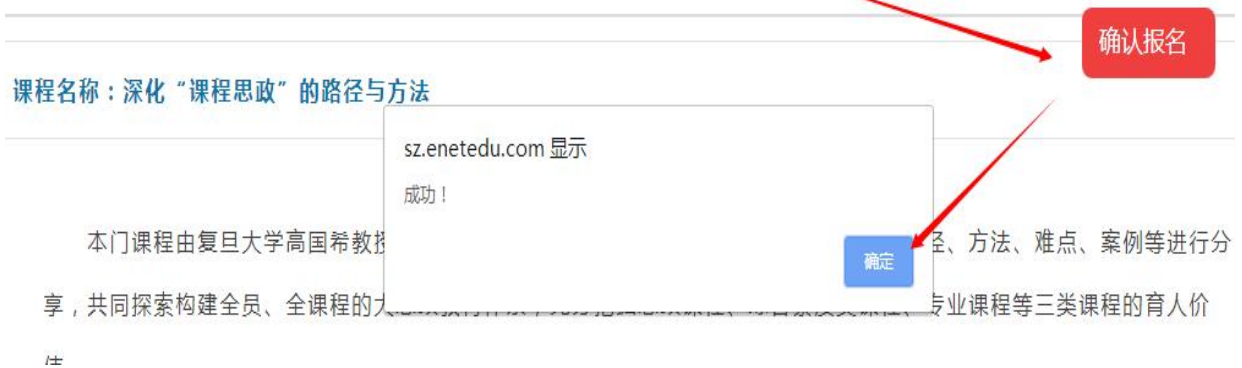 确认报名
课程名称：深化“课程思政”的路径与方法
sz.enetedu.com 显示
成功！
确定
本门课程由复旦大学高国希教授 、方法、难点、案例等进行分
享，共同探索构建全员、全课程的大 专业课程等三类课程的育人价